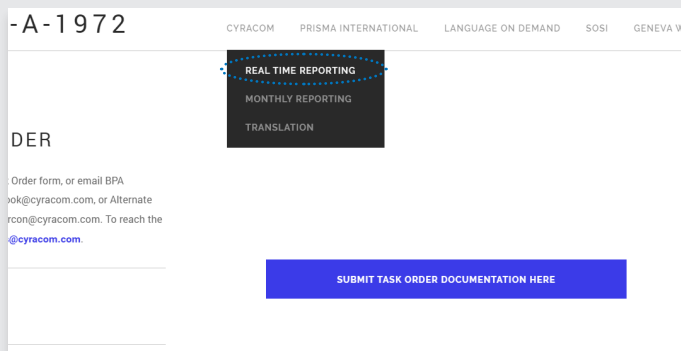 -A-1972
CYRACOM PRISMA INTERNATIONAL LANGUAGE ON DEMAND SOSI GENEVA W
REAL TIME REPORTING
MONTHLY REPORTING
TRANSLATION
DER
Order form, or email BPA
ook@cyracom.com, or Alternate
rcon@cyracom.com. To reach the
@cyracom.com.
SUBMIT TASK ORDER DOCUMENTATION HERE